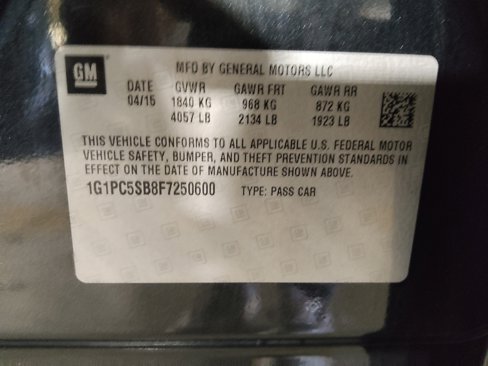 GM
MFD BY GENERAL MOTORS LLC
DATE GVWR GAWR FRT GAWR RR
04/15 1840 KG 968 KG 872 KG
4057 LB 2134 LB 1923 LB
THIS VEHICLE CONFORMS TO ALL APPLICABLE U.S. FEDERAL MOTOR
VEHICLE SAFETY, BUMPER, AND THEFT PREVENTION STANDARDS IN
EFFECT ON THE DATE OF MANUFACTURE SHOWN ABOVE.
1G1PC5SB8F7250600 TYPE: PASS CAR